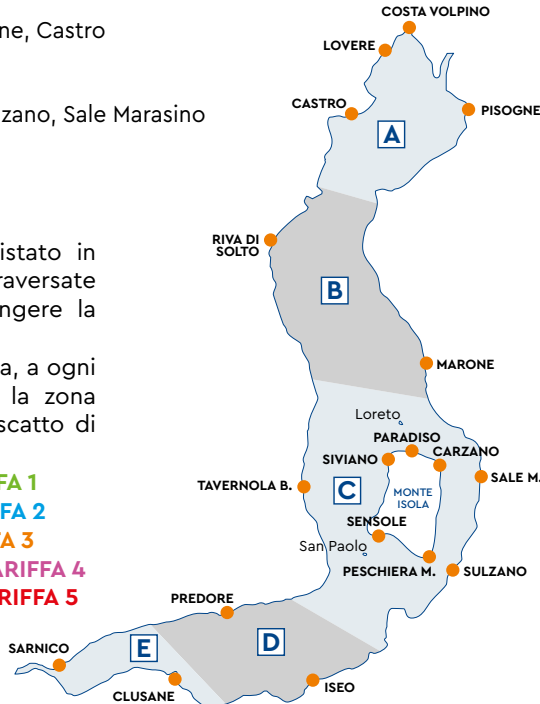 ne, Castro
zano, Sale Marasino
istato in
raversate
ngere la
a, a ogni
la zona
scatto di
FA 1
FA 2
A 3
ARIFFA 4
RIFFA 5
COSTA VOLPINO
LOVERE
CASTRO
PISOGNE
A
RIVA DI
SOLTO
B
MARONE
Loreto
PARADISO
SIVIANO
CARZANO
TAVERNOLA B.
C
MONTE
ISOLA
SALE M.
SENSOLE
San Paolo
PESCHIERA M.
SULZANO
PREDORE
SARNICO
E
D
CLUSANE
ISEO